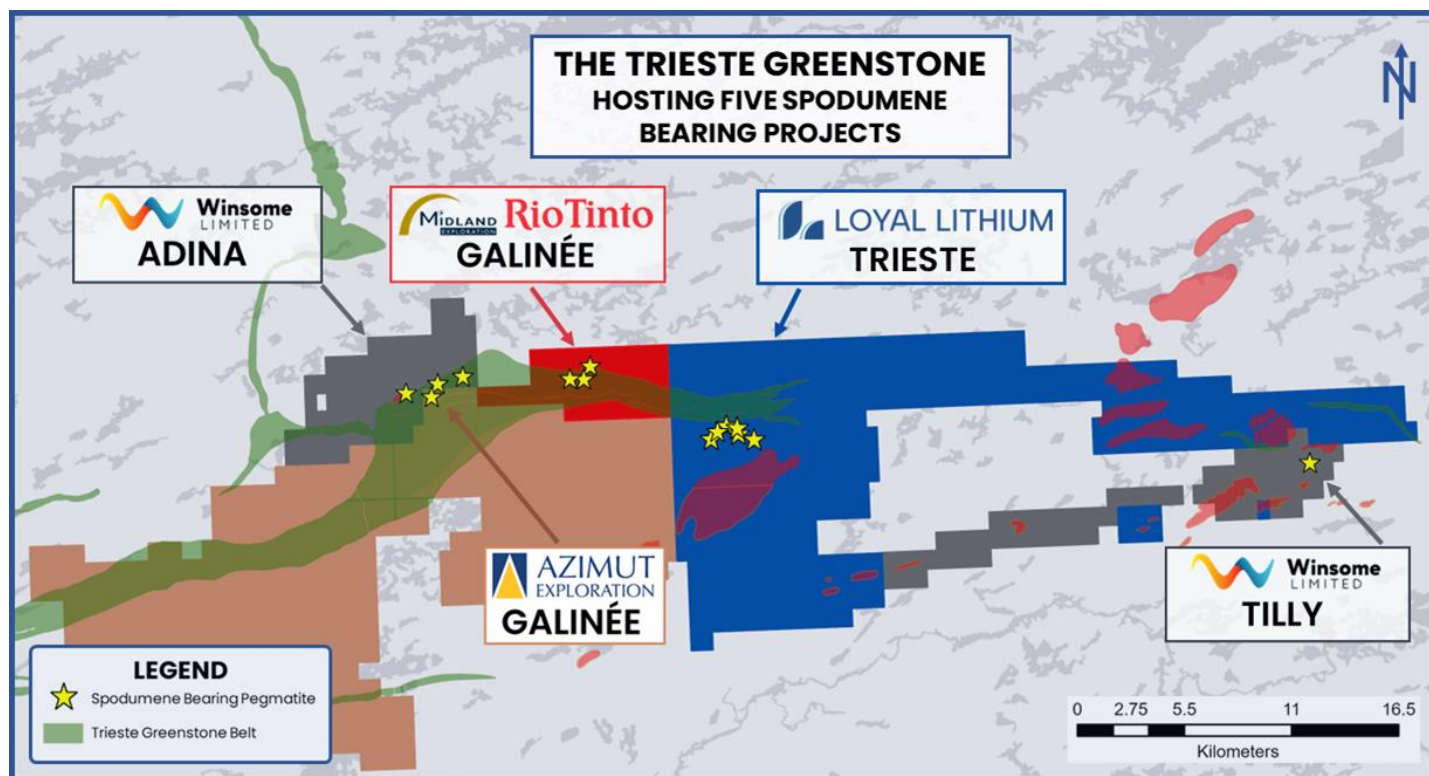 THE TRIESTE GREENSTONE
HOSTING FIVE SPODUMENE
BEARING PROJECTS
N
Winsome
LIMITED
ADINA
MIDLAND
EXPLORATION
RioTinto
GALINÉE
LOYAL LITHIUM
TRIESTE
AZIMUT
EXPLORATION
GALINÉE
Winsome
LIMITED
TILLY
LEGEND
Spodumene Bearing Pegmatite
Trieste Greenstone Belt
0 2.75 5.5 11 16.5
Kilometers